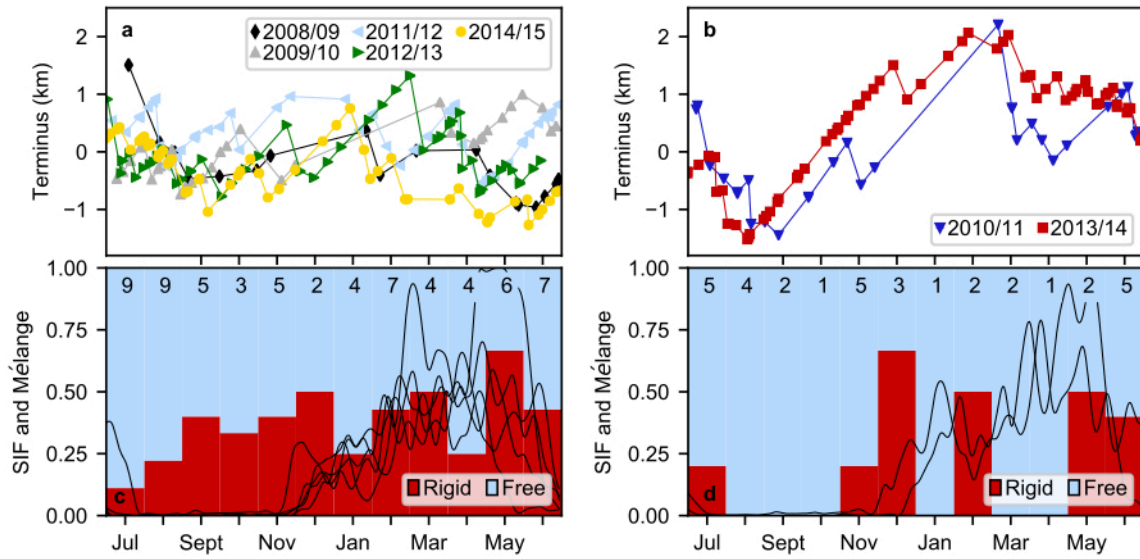 a
2008/09 2011/12 2014/15
2009/10 2012/13
Terminus (km)
2
1
0
−1
b
2010/11 2013/14
Terminus (km)
2
1
0
−1
9 9 5 3 5 2 4 7 4 4 6 7
SIF and Mélange
1.00
0.75
0.50
0.25
0.00
c
Rigid Free
Jul Sept Nov Jan Mar May
5 4 2 1 5 3 1 2 2 1 2 5
SIF and Mélange
1.00
0.75
0.50
0.25
0.00
d
Rigid Free
Jul Sept Nov Jan Mar May